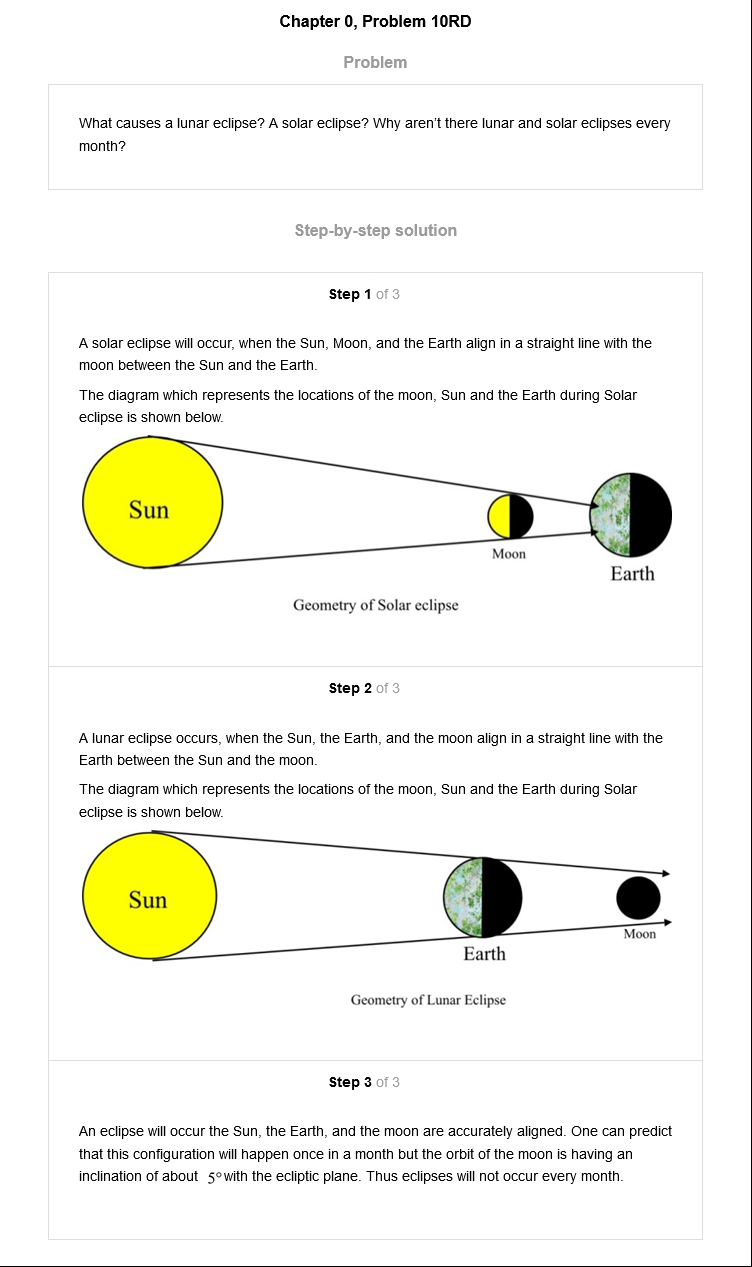 Chapter 0, Problem 10RD
Problem
What causes a lunar eclipse? A solar eclipse? Why aren't there lunar and solar eclipses every
month?
Step-by-step solution
Step 1 of 3
A solar eclipse will occur, when the Sun, Moon, and the Earth align in a straight line with the
moon between the Sun and the Earth.
The diagram which represents the locations of the moon, Sun and the Earth during Solar
eclipse is shown below.
Sun
Moon
Earth
Geometry of Solar eclipse
Step 2 of 3
A lunar eclipse occurs, when the Sun, the Earth, and the moon align in a straight line with the
Earth between the Sun and the moon.
The diagram which represents the locations of the moon, Sun and the Earth during Solar
eclipse is shown below.
Sun
Moon
Earth
Geometry of Lunar Eclipse
Step 3 of 3
An eclipse will occur the Sun, the Earth, and the moon are accurately aligned. One can predict
that this configuration will happen once in a month but the orbit of the moon is having an
inclination of about 5° with the ecliptic plane. Thus eclipses will not occur every month.